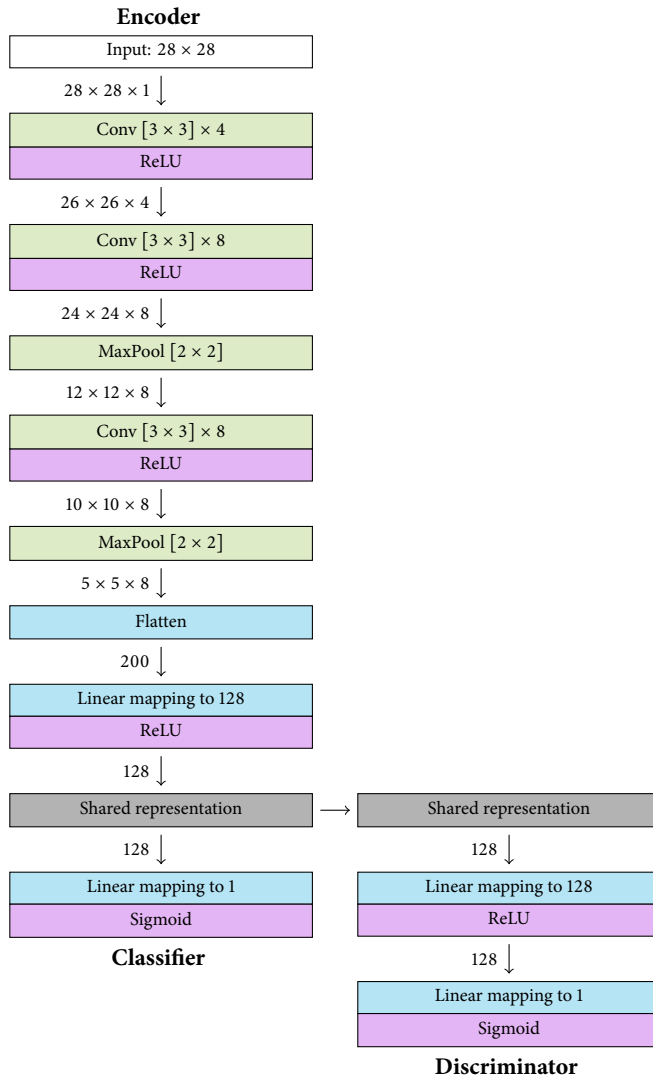 Encoder
Input: 28 × 28
28 × 28 × 1
Conv [3 × 3] × 4
ReLU
26 × 26 × 4
Conv [3 × 3] × 8
ReLU
24 × 24 × 8
MaxPool [2 × 2]
12 × 12 × 8
Conv [3 × 3] × 8
ReLU
10 × 10 × 8
MaxPool [2 × 2]
5 × 5 × 8
Flatten
200
Linear mapping to 128
ReLU
128
Shared representation
128
Linear mapping to 1
Sigmoid
Classifier
Shared representation
128
Linear mapping to 128
ReLU
128
Linear mapping to 1
Sigmoid
Discriminator